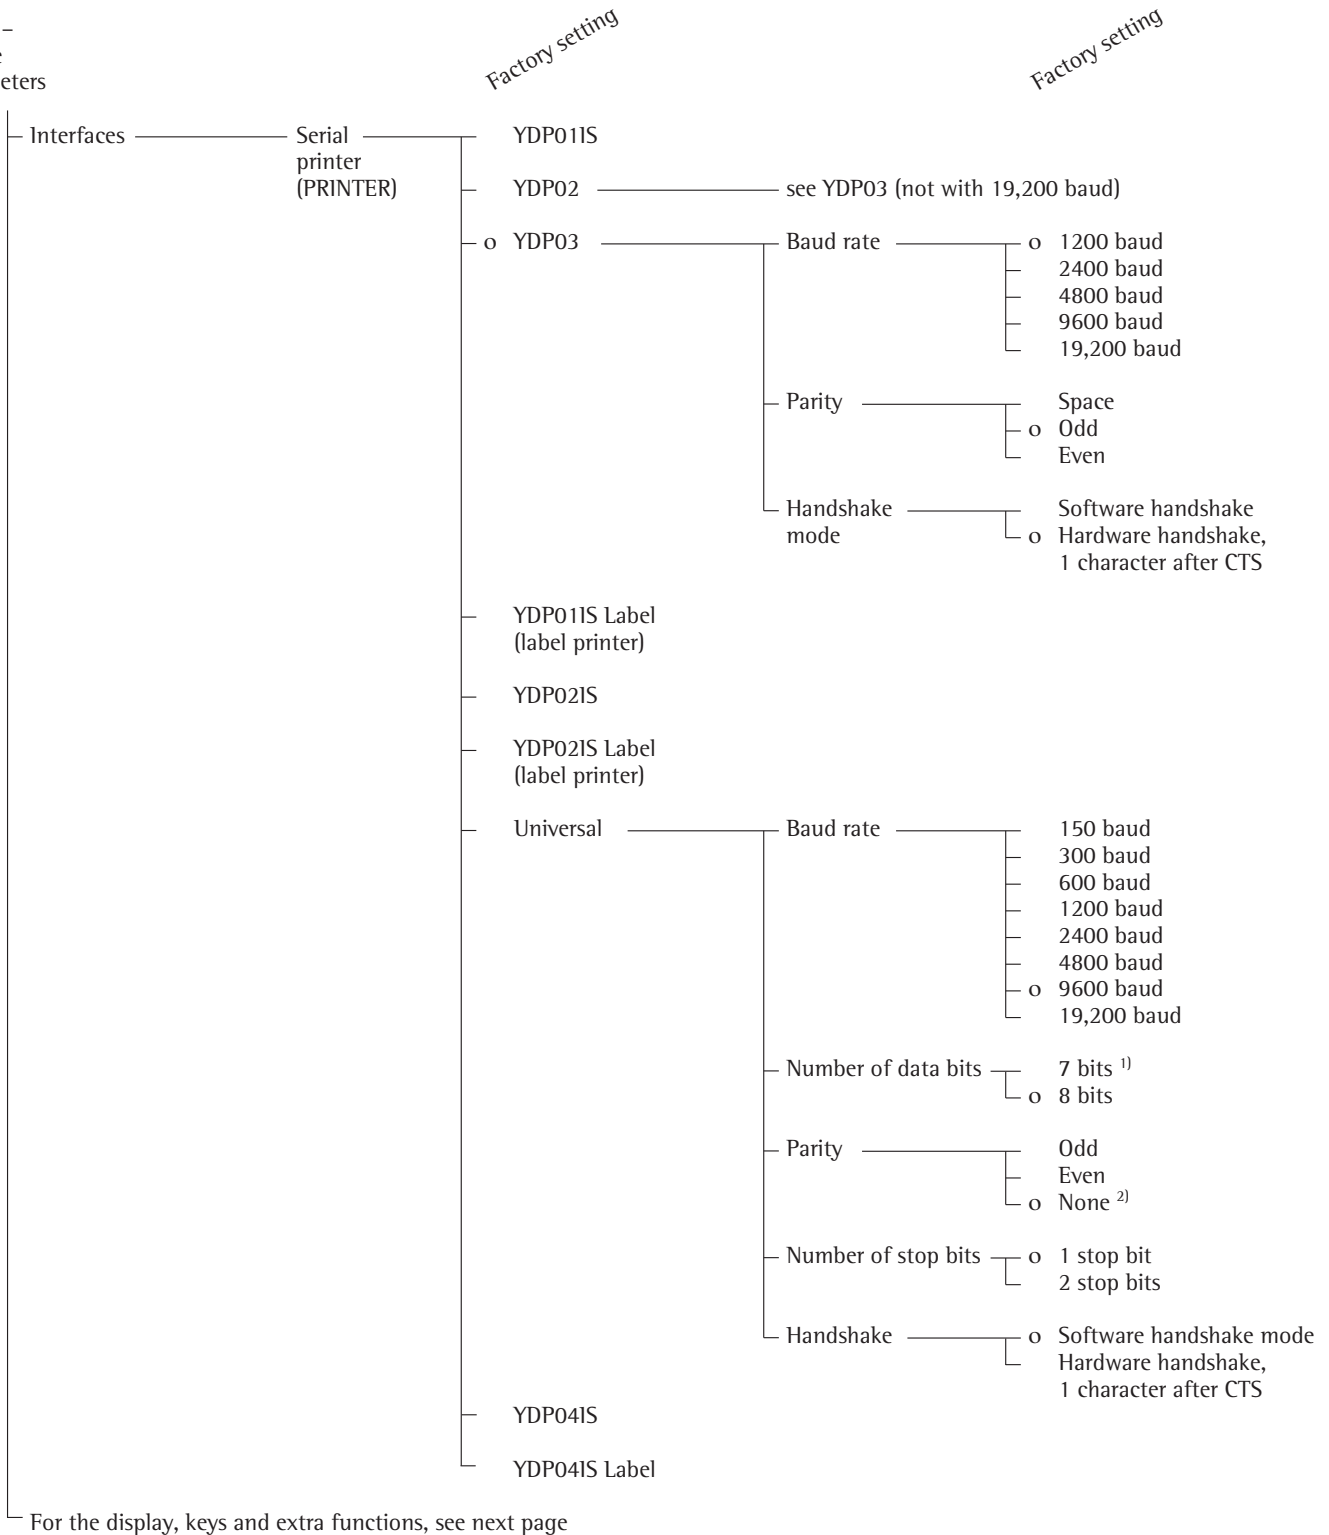 –
eters
Factory setting
Factory setting
Interfaces
Serial
printer
(PRINTER)
YDP01IS
YDP02
see YDP03 (not with 19,200 baud)
o YDP03
Baud rate
o 1200 baud
2400 baud
4800 baud
9600 baud
19,200 baud
Parity
Space
o Odd
Even
Handshake
mode
Software handshake
o Hardware handshake,
1 character after CTS
YDP01IS Label
(label printer)
YDP02IS
YDP02IS Label
(label printer)
Universal
Baud rate
150 baud
300 baud
600 baud
1200 baud
2400 baud
4800 baud
o 9600 baud
19,200 baud
Number of data bits
7 bits 1)
o 8 bits
Parity
Odd
Even
o None 2)
Number of stop bits
o 1 stop bit
2 stop bits
Handshake
o Software handshake mode
Hardware handshake,
1 character after CTS
YDP04IS
YDP04IS Label
For the display, keys and extra functions, see next page